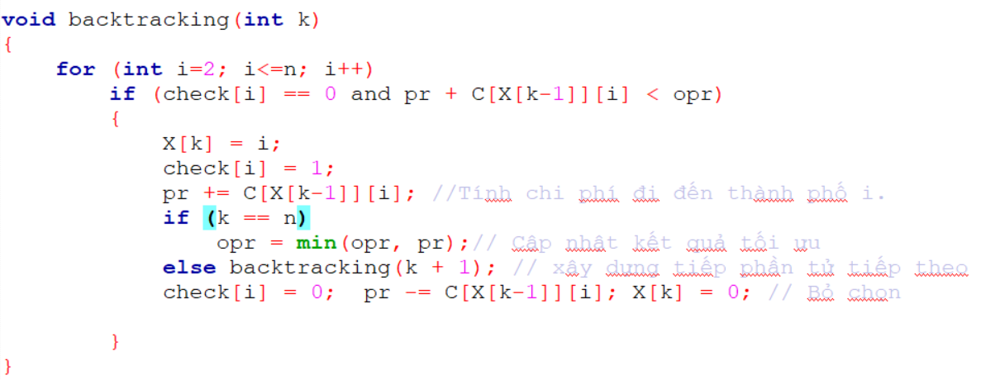 void backtracking(int k)
{
for (int i=2; i<=n; i++)
if (check[i] == 0 and pr + C[X[k-1]][i] < opr)
{
X[k] = i;
check[i] = 1;
pr += C[X[k-1]][i]; //Tính chi phí đi đến thành phố i.
if (k == n)
opr = min(opr, pr);// Cập nhật kết quả tối ưu
else backtracking(k + 1); // xây dựng tiếp phần tử tiếp theo
check[i] = 0; pr -= C[X[k-1]][i]; X[k] = 0; // Bỏ chọn
}
}